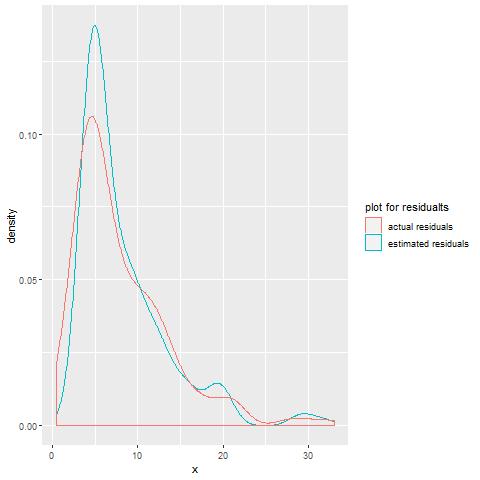 0.10
0.05
0.00
density
0
10
20
30
x
plot for residualts
actual residuals
estimated residuals